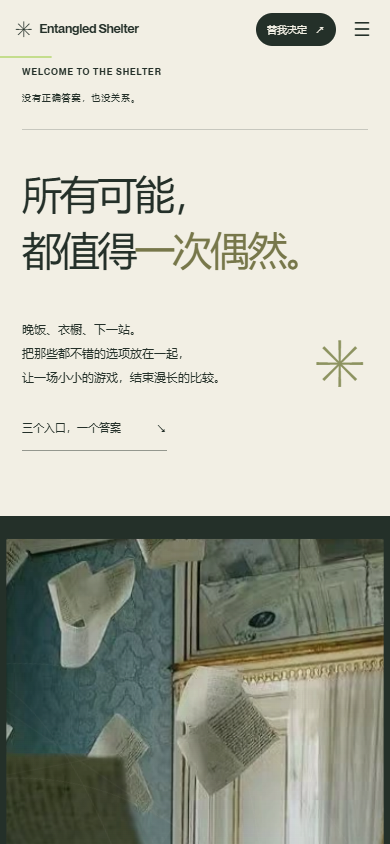 Entangled Shelter
替我决定 ↗
WELCOME TO THE SHELTER
没有正确答案，也没关系。
所有可能，
都值得一次偶然。
晚饭、衣橱、下一站。
把那些都不错的选项放在一起，
让一场小小的游戏，结束漫长的比较。
三个入口，一个答案 ↘